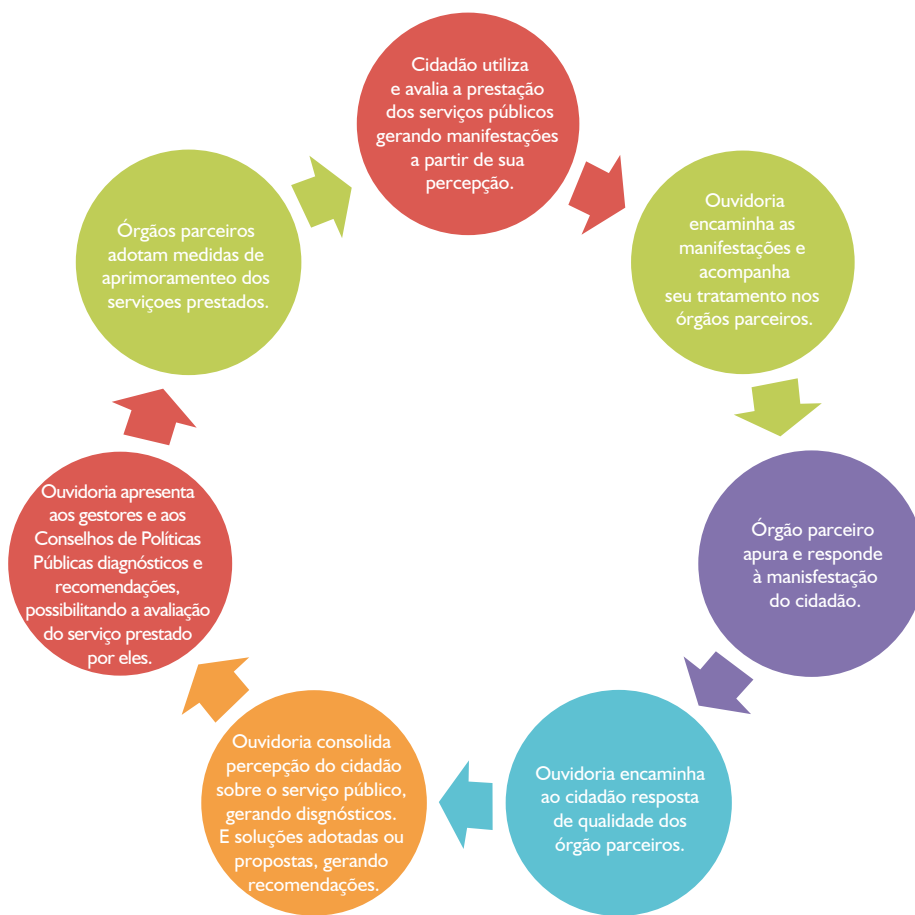 Cidadão utiliza
e avalia a prestação
dos serviços públicos
gerando manifestações
a partir de sua
percepção.
Ouvidoria
encaminha as
manifestações e
acompanha
seu tratamento nos
órgãos parceiros.
Órgão parceiro
apura e responde
à manisfestação
do cidadão.
Ouvidoria encaminha
ao cidadão resposta
de qualidade dos
órgão parceiros.
Ouvidoria consolida
percepção do cidadão
sobre o serviço público,
gerando disgnósticos.
E soluções adotadas ou
propostas, gerando
recomendações.
Ouvidoria apresenta
aos gestores e aos
Conselhos de Políticas
Públicas diagnósticos e
recomendações,
possibilitando a avaliação
do serviço prestado
por eles.
Órgãos parceiros
adotam medidas de
aprimoramenteo dos
serviçoes prestados.